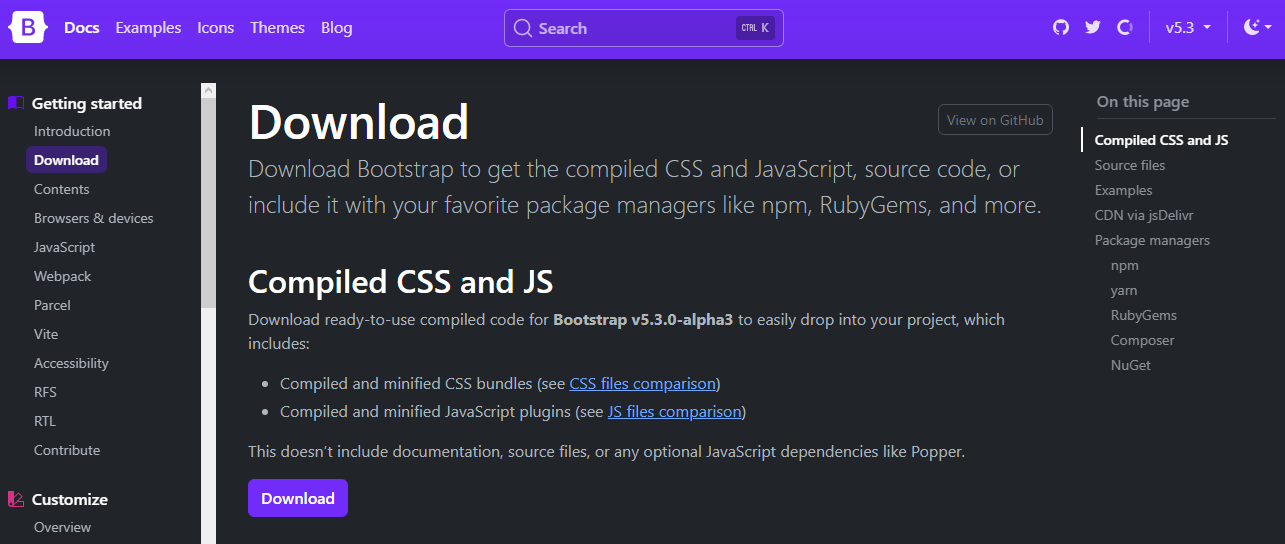 B
Docs
Examples
Icons
Themes
Blog
Search
CTRL K
v5.3
Getting started
Introduction
Download
Contents
Browsers & devices
JavaScript
Webpack
Parcel
Vite
Accessibility
RFS
RTL
Contribute
Customize
Overview
Download
View on GitHub
Download Bootstrap to get the compiled CSS and JavaScript, source code, or
include it with your favorite package managers like npm, RubyGems, and more.
Compiled CSS and JS
Download ready-to-use compiled code for Bootstrap v5.3.0-alpha3 to easily drop into your project, which
includes:
• Compiled and minified CSS bundles (see CSS files comparison)
• Compiled and minified JavaScript plugins (see JS files comparison)
This doesn’t include documentation, source files, or any optional JavaScript dependencies like Popper.
Download
On this page
Compiled CSS and JS
Source files
Examples
CDN via jsDelivr
Package managers
npm
yarn
RubyGems
Composer
NuGet